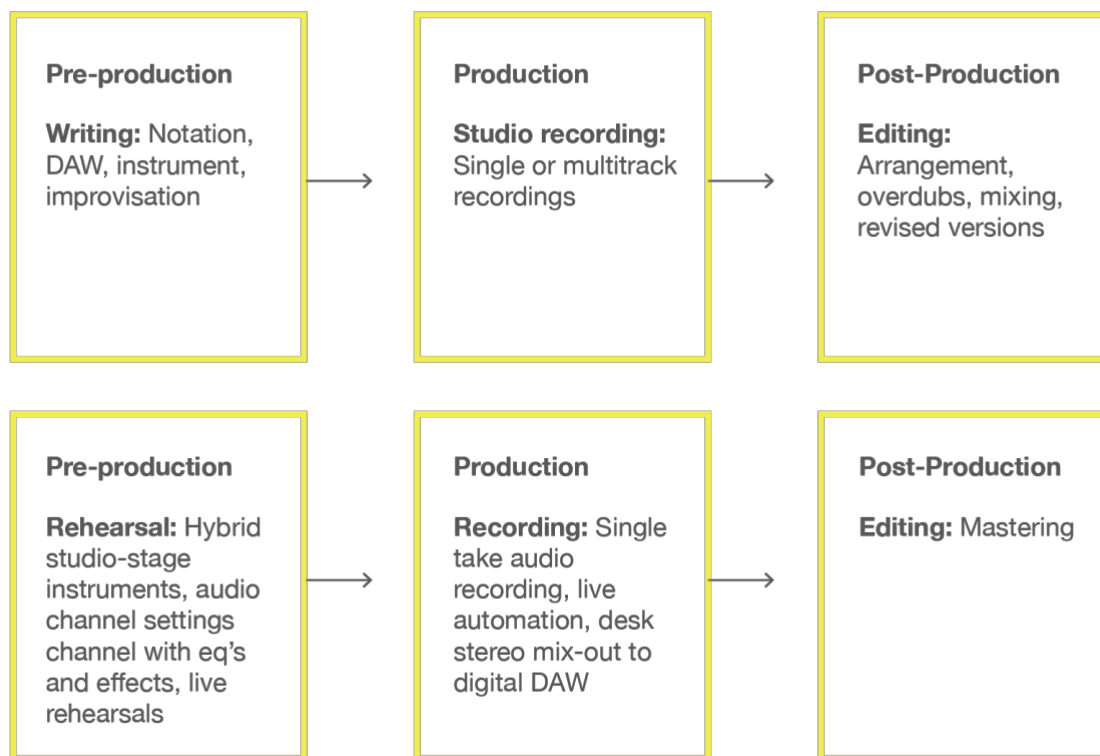 Pre-production
Writing: Notation,
DAW, instrument,
improvisation
Production
Studio recording:
Single or multitrack
recordings
Post-Production
Editing:
Arrangement,
overdubs, mixing,
revised versions
Pre-production
Rehearsal: Hybrid
studio-stage
instruments, audio
channel settings
channel with eq's
and effects, live
rehearsals
Production
Recording: Single
take audio
recording, live
automation, desk
stereo mix-out to
digital DAW
Post-Production
Editing: Mastering